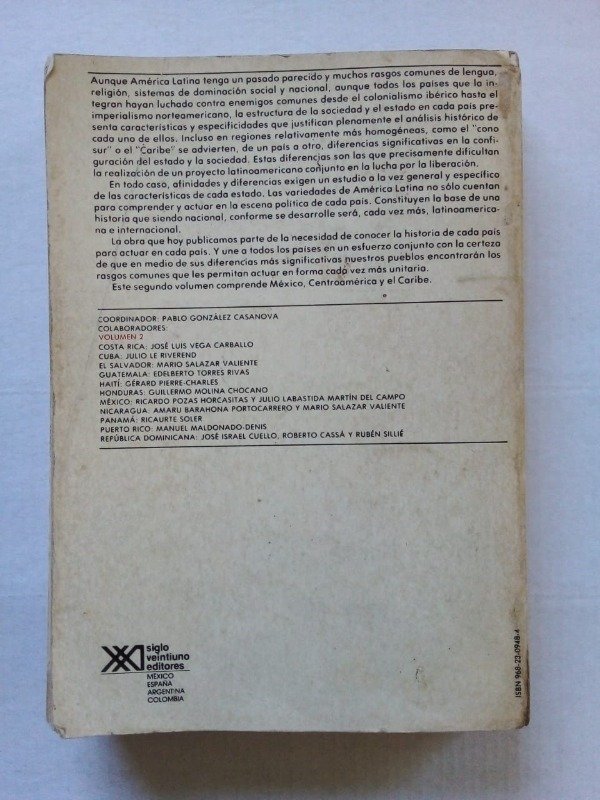 Aunque América Latina tenga un pasado parecido y muchos rasgos comunes de lengua,
religión, sistemas de dominación social y nacional, aunque todos los países que la in-
tegran hayan luchado contra enemigos comunes desde el colonialismo ibérico hasta el
imperialismo norteamericano, la estructura de la sociedad y el estado en cada país pre-
senta características y especificidades que justifican plenamente el análisis histórico de
cada uno de ellos. Incluso en regiones relativamente más homogéneas, como el "cono
sur" o el "Caribe" se advierten, de un país a otro, diferencias significativas en la confi-
guración del estado y la sociedad. Estas diferencias son las que precisamente dificultan
la realización de un proyecto latinoamericano conjunto en la lucha por la liberación.
En todo caso, afinidades y diferencias exigen un estudio a la vez general y específico
de las características de cada estado. Las variedades de América Latina no sólo cuentan
para comprender y actuar en la escena política de cada país. Constituyen la base de una
historia que siendo nacional, conforme se desarrolle será, cada vez más, latinoamerica-
na e internacional.
La obra que hoy publicamos parte de la necesidad de conocer la historia de cada país
para actuar en cada país. Y une a todos los países en un esfuerzo conjunto con la certeza
de que en medio de sus diferencias más significativas nuestros pueblos encontrarán los
rasgos comunes que les permitan actuar en forma cada vez más unitaria.
Este segundo volumen comprende México, Centroamérica y el Caribe.
COORDINADOR: PABLO GONZÁLEZ CASANOVA
COLABORADORES:
VOLUMEN 2
COSTA RICA: JOSÉ LUIS VEGA CARBALLO
CUBA: JULIO LE RIVEREND
EL SALVADOR: MARIO SALAZAR VALIENTE
GUATEMALA: EDELBERTO TORRES RIVAS
HAITÍ: GÉRARD PIERRE-CHARLES
HONDURAS: GUILLERMO MOLINA CHOCANO
MÉXICO: RICARDO POZAS HORCASITAS Y JULIO LABASTIDA MARTÍN DEL CAMPO
NICARAGUA: AMARU BARAHONA PORTOCARRERO Y MARIO SALAZAR VALIENTE
PANAMÁ: RICAURTE SOLER
PUERTO RICO: MANUEL MALDONADO-DENIS
REPÚBLICA DOMINICANA: JOSÉ ISRAEL CUELLO, ROBERTO CASSÁ Y RUBÉN SILLIÉ
siglo
veintiuno
editores
MÉXICO
ESPAÑA
ARGENTINA
COLOMBIA
ISBN 968-23-0948-4